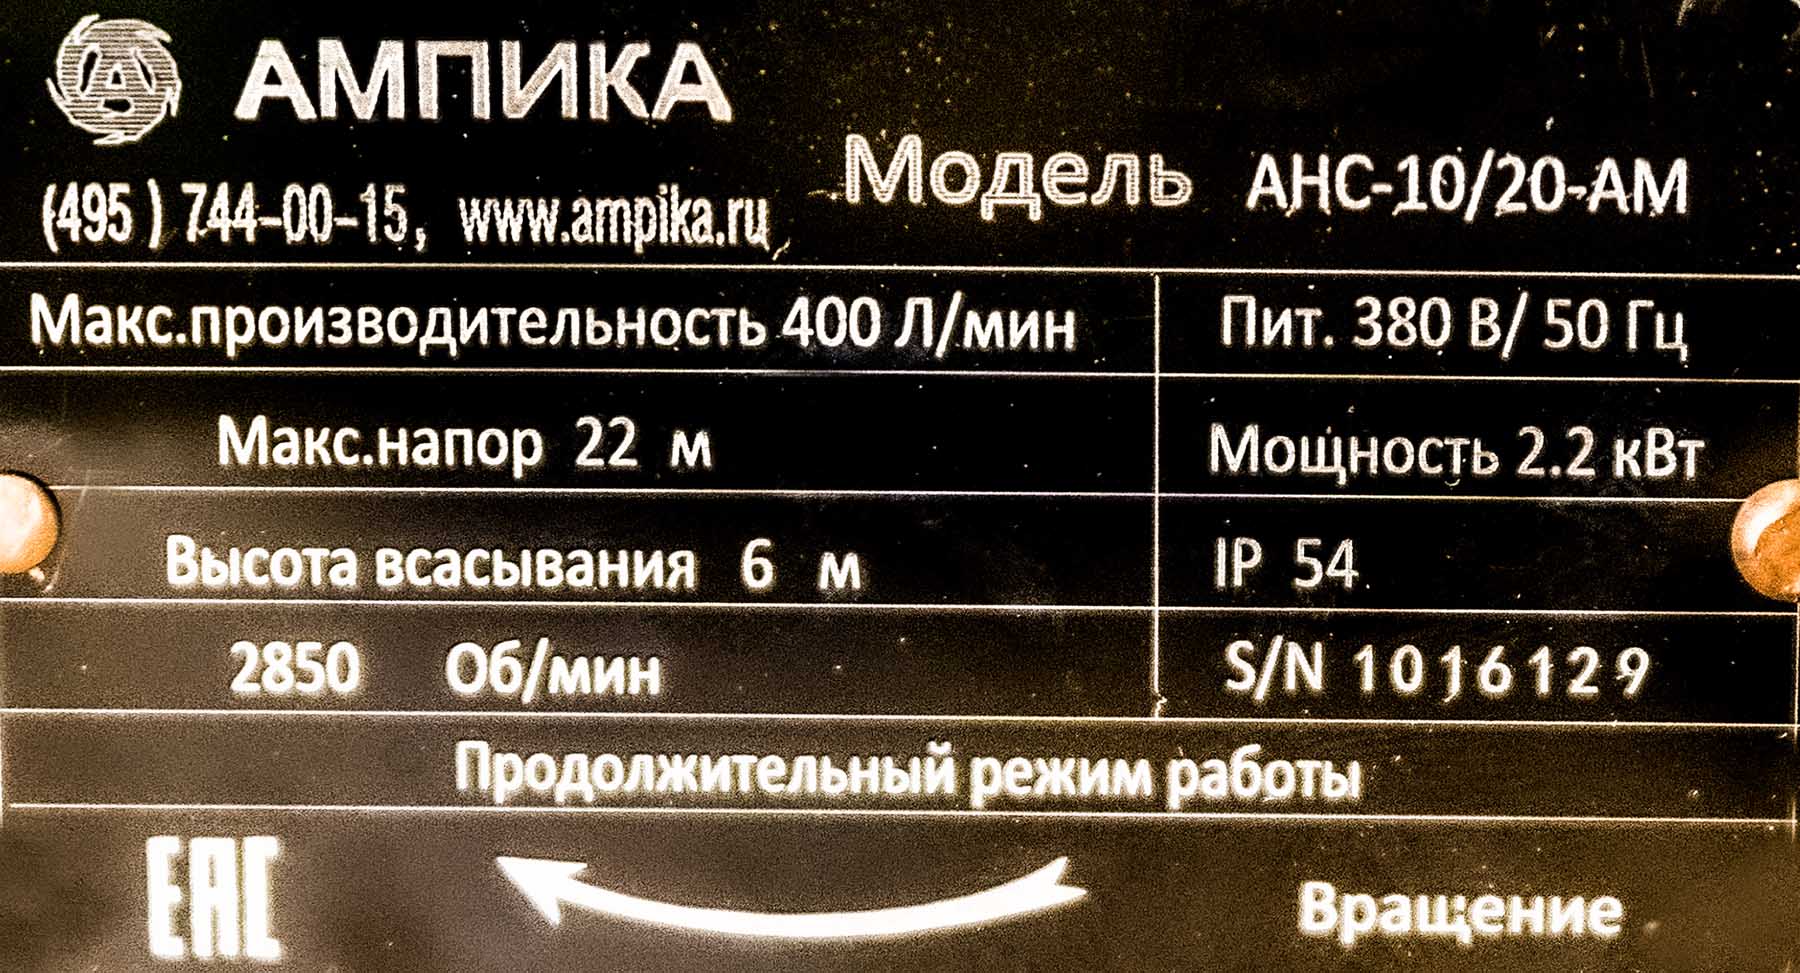 АМПИКА
(495 ) 744-00-15, www.ampika.ru
Модель АНС-10/20-АМ
Макс.производительность 400 Л/мин
Пит. 380 В/ 50 Гц
Макс.напор 22 м
Мощность 2.2 кВт
Высота всасывания 6 м
IP 54
2850 Об/мин
S/N 1016129
Продолжительный режим работы
EAC
Вращение